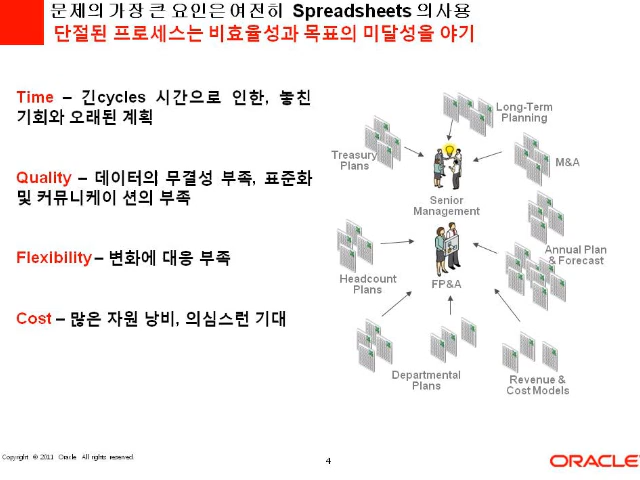 문제의 가장 큰 요인은 여전히 Spreadsheets 의 사용
단절된 프로세스는 비효율성과 목표의 미달성을 야기
Time – 긴cycles 시간으로 인한, 놓친
기회와 오래된 계획
Quality – 데이터의 무결성 부족, 표준화
및 커뮤니케이 션의 부족
Flexibility – 변화에 대응 부족
Cost – 많은 자원 낭비, 의심스런 기대
Long-Term
Planning
Treasury
Plans
M&A
Senior
Management
Annual Plan
& Forecast
Headcount
Plans
FP&A
Departmental
Plans
Revenue &
Cost Models
Copyright © 2011 Oracle. All rights reserved.
4
ORACLE